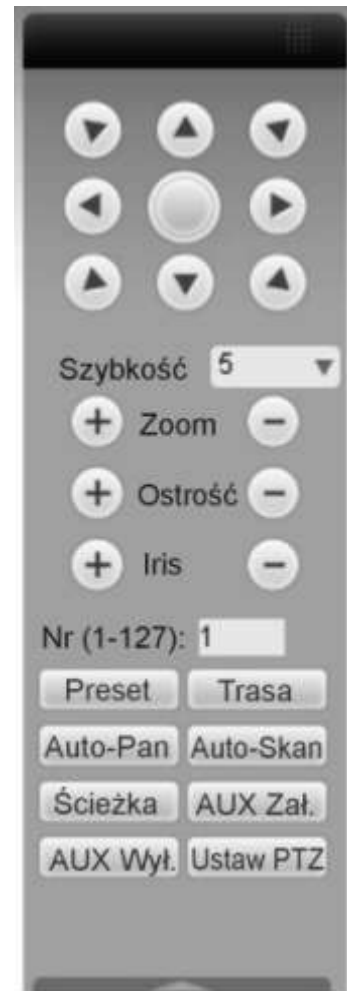 Szybkość 5
+ Zoom −
+ Ostrość −
+ Iris −
Nr (1-127): 1
Preset Trasa
Auto-Pan Auto-Skan
Ścieżka AUX Zał.
AUX Wył. Ustaw PTZ